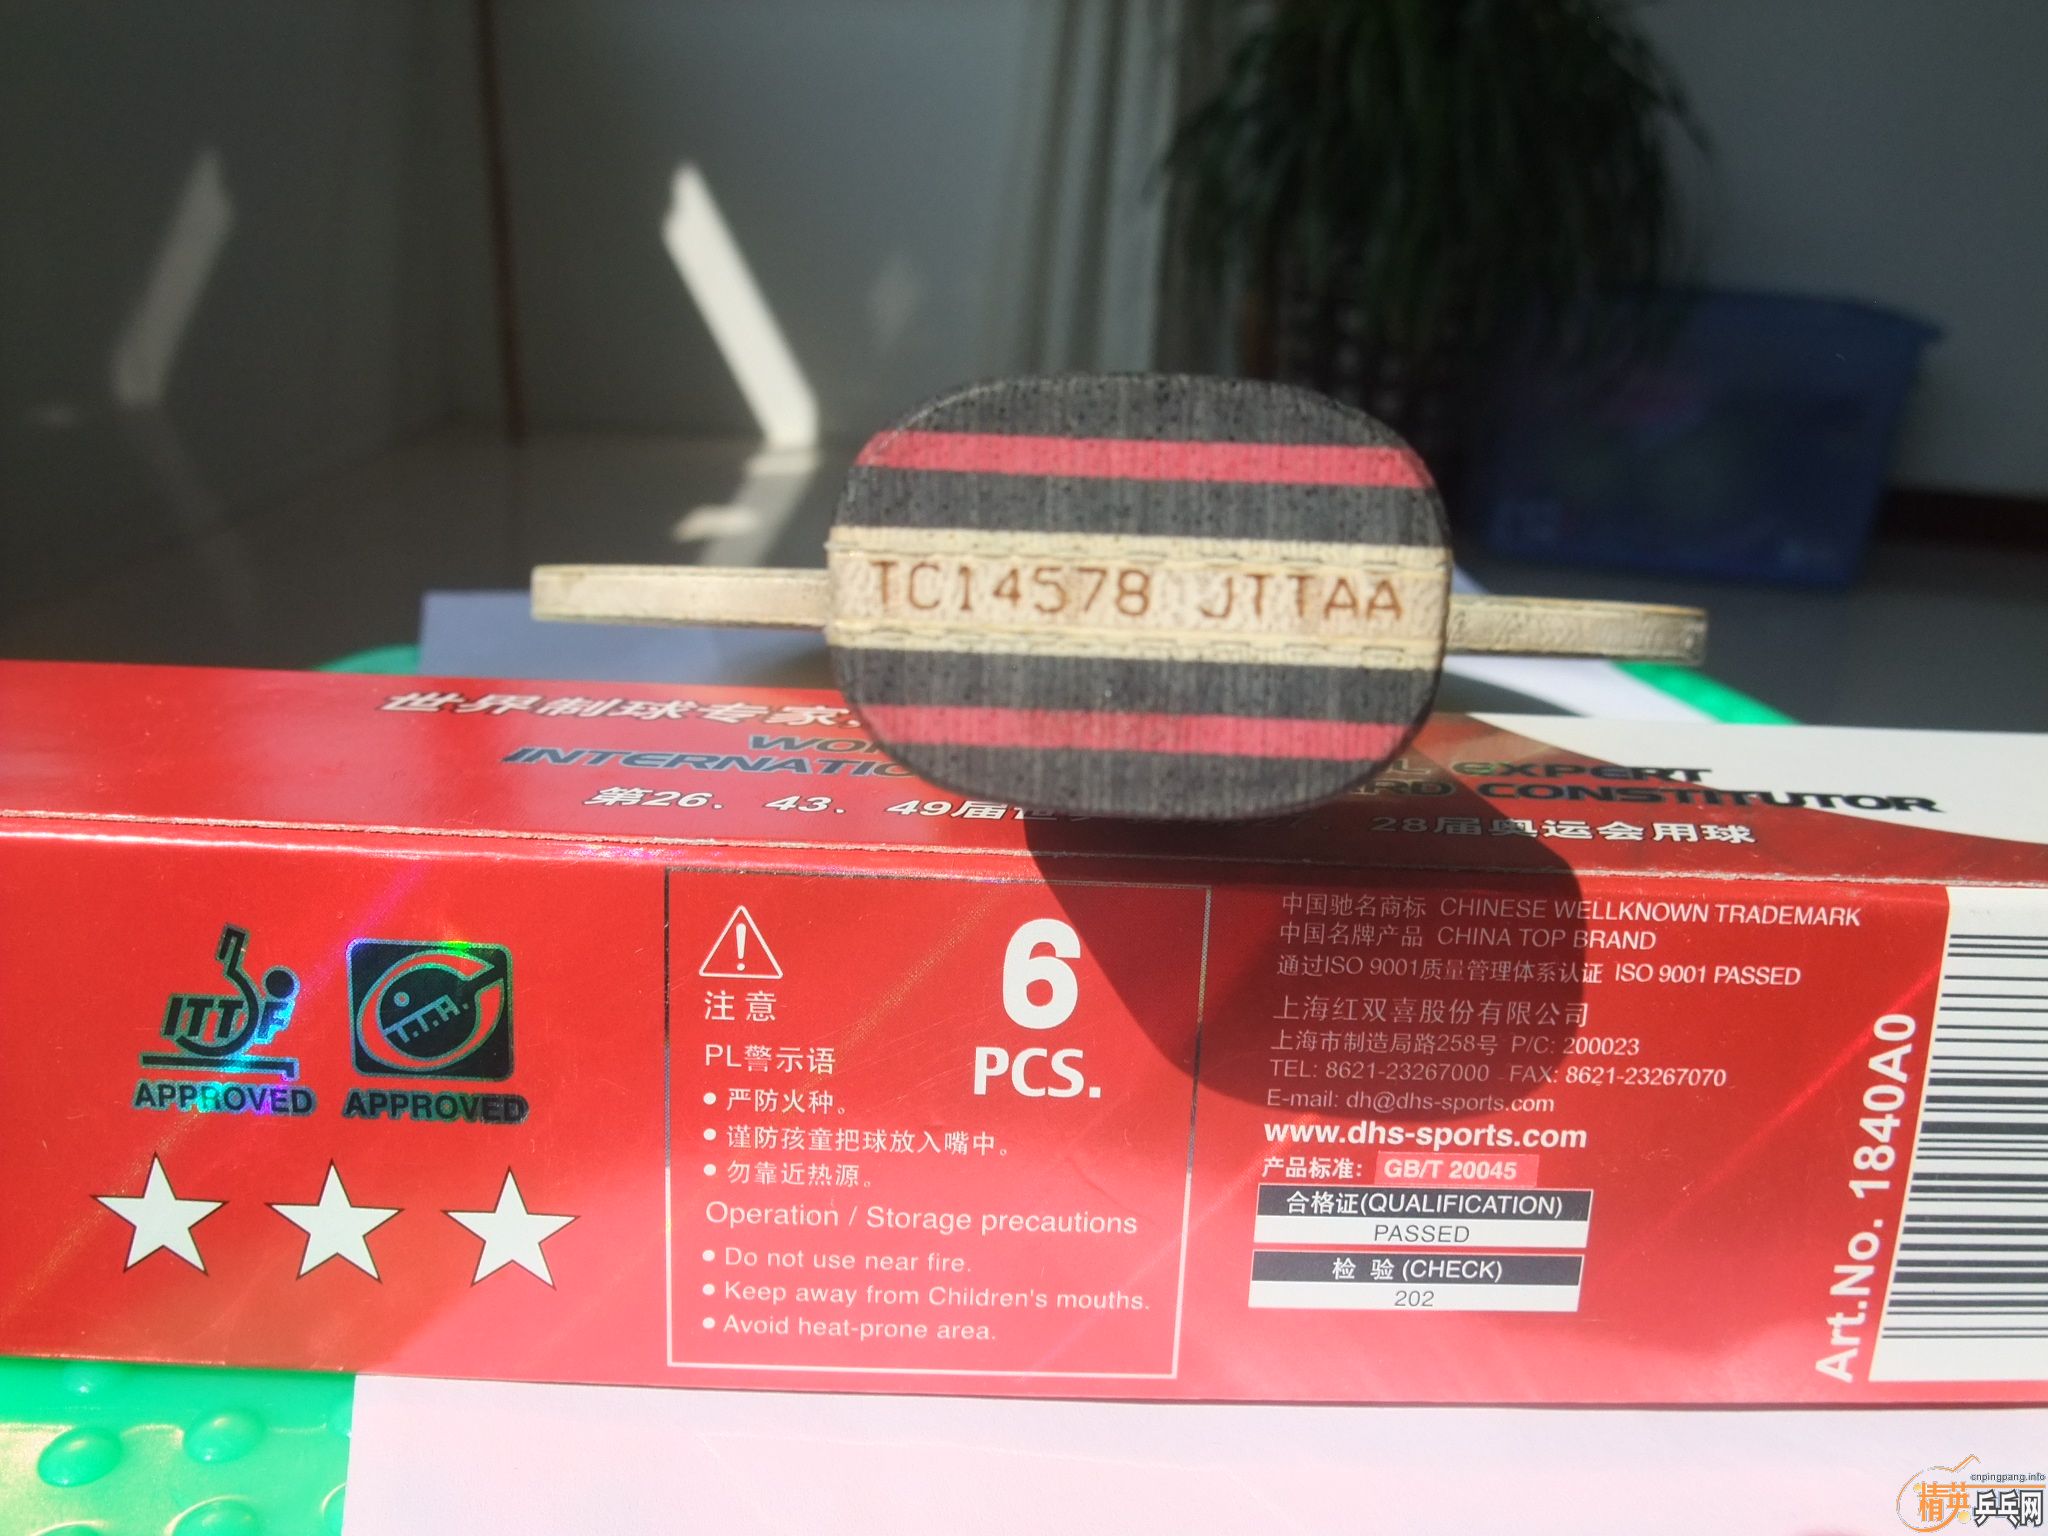 TC14578 JTTAA
世界制球专家
INTERNATIO
EXPERT
CONSTITUTOR
第26. 43. 49届
28届奥运会用球
ITTF
APPROVED
T.T.A.A.
APPROVED
注意
PL警示语
• 严防火种。
• 谨防孩童把球放入嘴中。
• 勿靠近热源。
Operation / Storage precautions
• Do not use near fire.
• Keep away from Children's mouths.
• Avoid heat-prone area.
6
PCS.
中国驰名商标 CHINESE WELLKNOWN TRADEMARK
中国名牌产品 CHINA TOP BRAND
通过ISO 9001质量管理体系认证 ISO 9001 PASSED
上海红双喜股份有限公司
上海市制造局路258号 P/C: 200023
TEL: 8621-23267000 FAX: 8621-23267070
E-mail: dh@dhs-sports.com
www.dhs-sports.com
产品标准: GB/T 20045
合格证(QUALIFICATION)
PASSED
检 验 (CHECK)
202
Art.No. 1840A0
cnpingpang.info
精英乒乓网